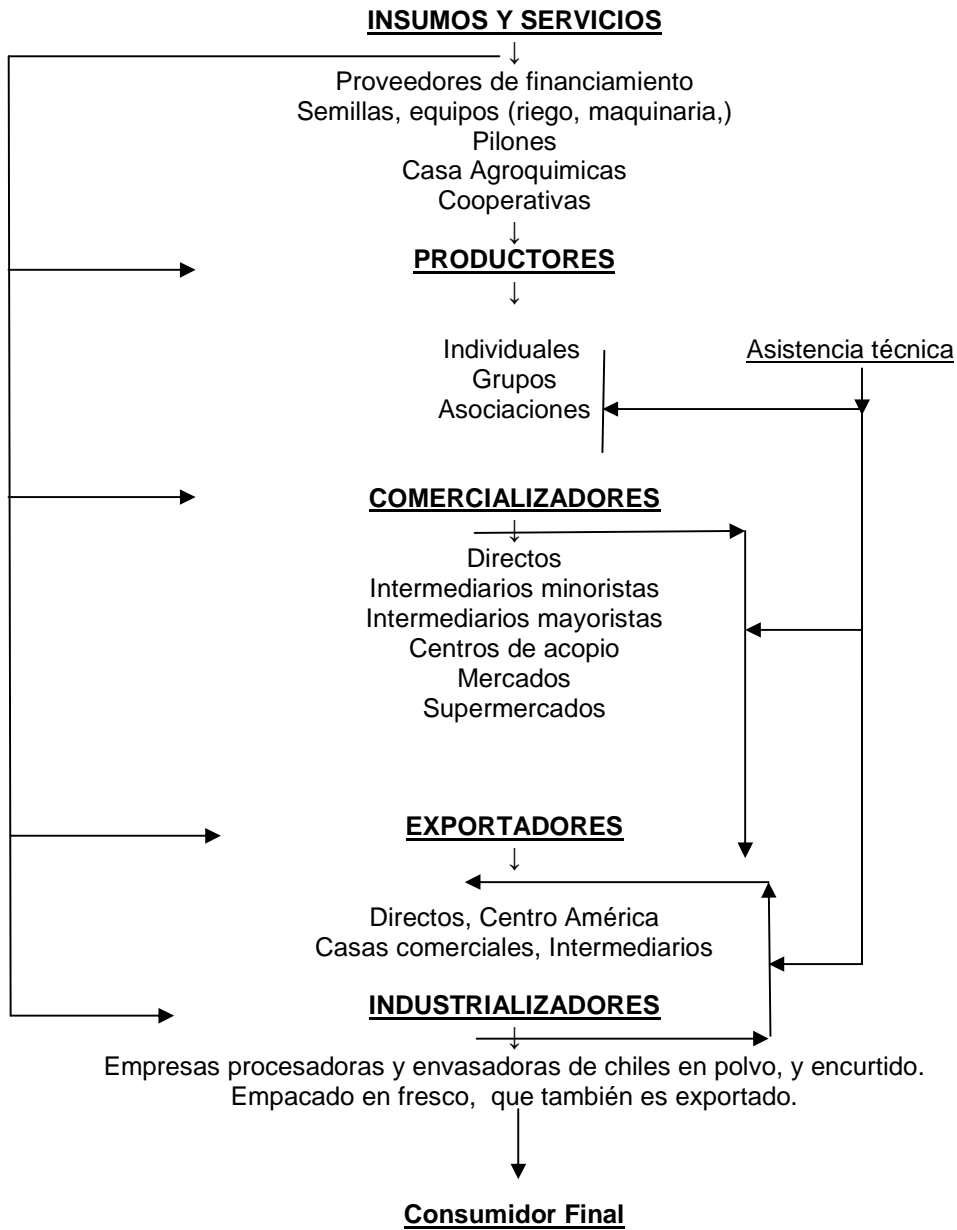 INSUMOS Y SERVICIOS
↓
Proveedores de financiamiento
Semillas, equipos (riego, maquinaria,)
Pilones
Casa Agroquimicas
Cooperativas
↓
PRODUCTORES
↓
Individuales
Grupos
Asociaciones
Asistencia técnica
COMERCIALIZADORES
↓
Directos
Intermediarios minoristas
Intermediarios mayoristas
Centros de acopio
Mercados
Supermercados
EXPORTADORES
↓
Directos, Centro América
Casas comerciales, Intermediarios
INDUSTRIALIZADORES
↓
Empresas procesadoras y envasadoras de chiles en polvo, y encurtido.
Empacado en fresco, que también es exportado.
Consumidor Final